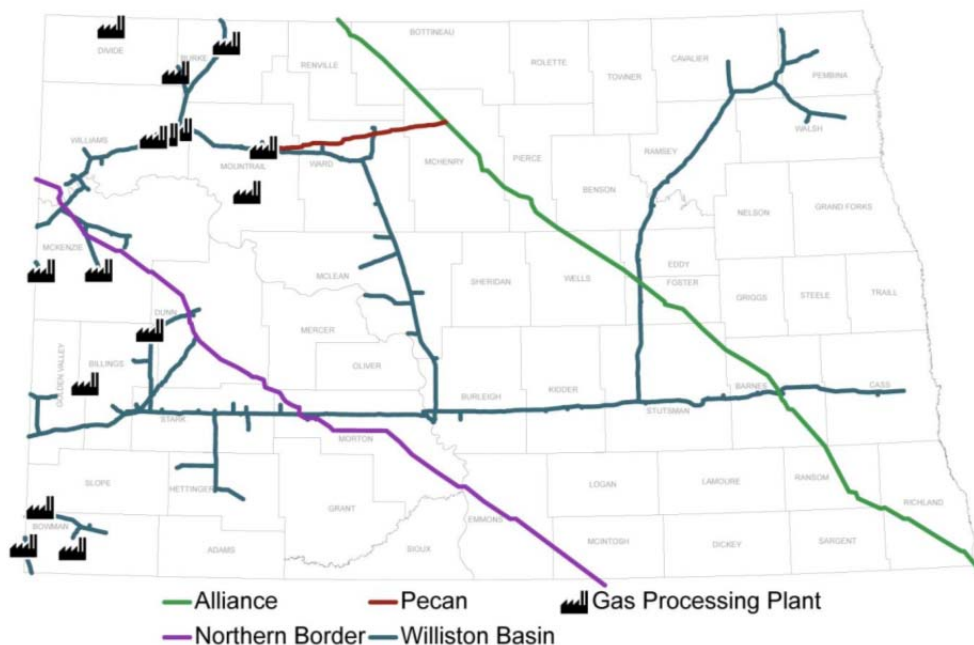 BOTTINEAU
DIVIDE
BURKE
RENVILLE
ROLETTE
TOWNER
CAVALIER
PEMBINA
WILLIAMS
MOUNTRAIL
WARD
MCHENRY
PIERCE
BENSON
RAMSEY
WALSH
NELSON
GRAND FORKS
MCKENZIE
MCLEAN
SHERIDAN
WELLS
EDDY
FOSTER
GRIGGS
STEELE
TRAILL
DUNN
MERCER
OLIVER
GOLDEN VALLEY
BILLINGS
STARK
MORTON
BURLEIGH
KIDDER
STUTSMAN
BARNES
CASS
SLOPE
HETTINGER
GRANT
EMMONS
LOGAN
LAMOURE
RANSOM
RICHLAND
BOWMAN
ADAMS
SIOUX
MCINTOSH
DICKEY
SARGENT
Alliance Pecan Gas Processing Plant
Northern Border Williston Basin